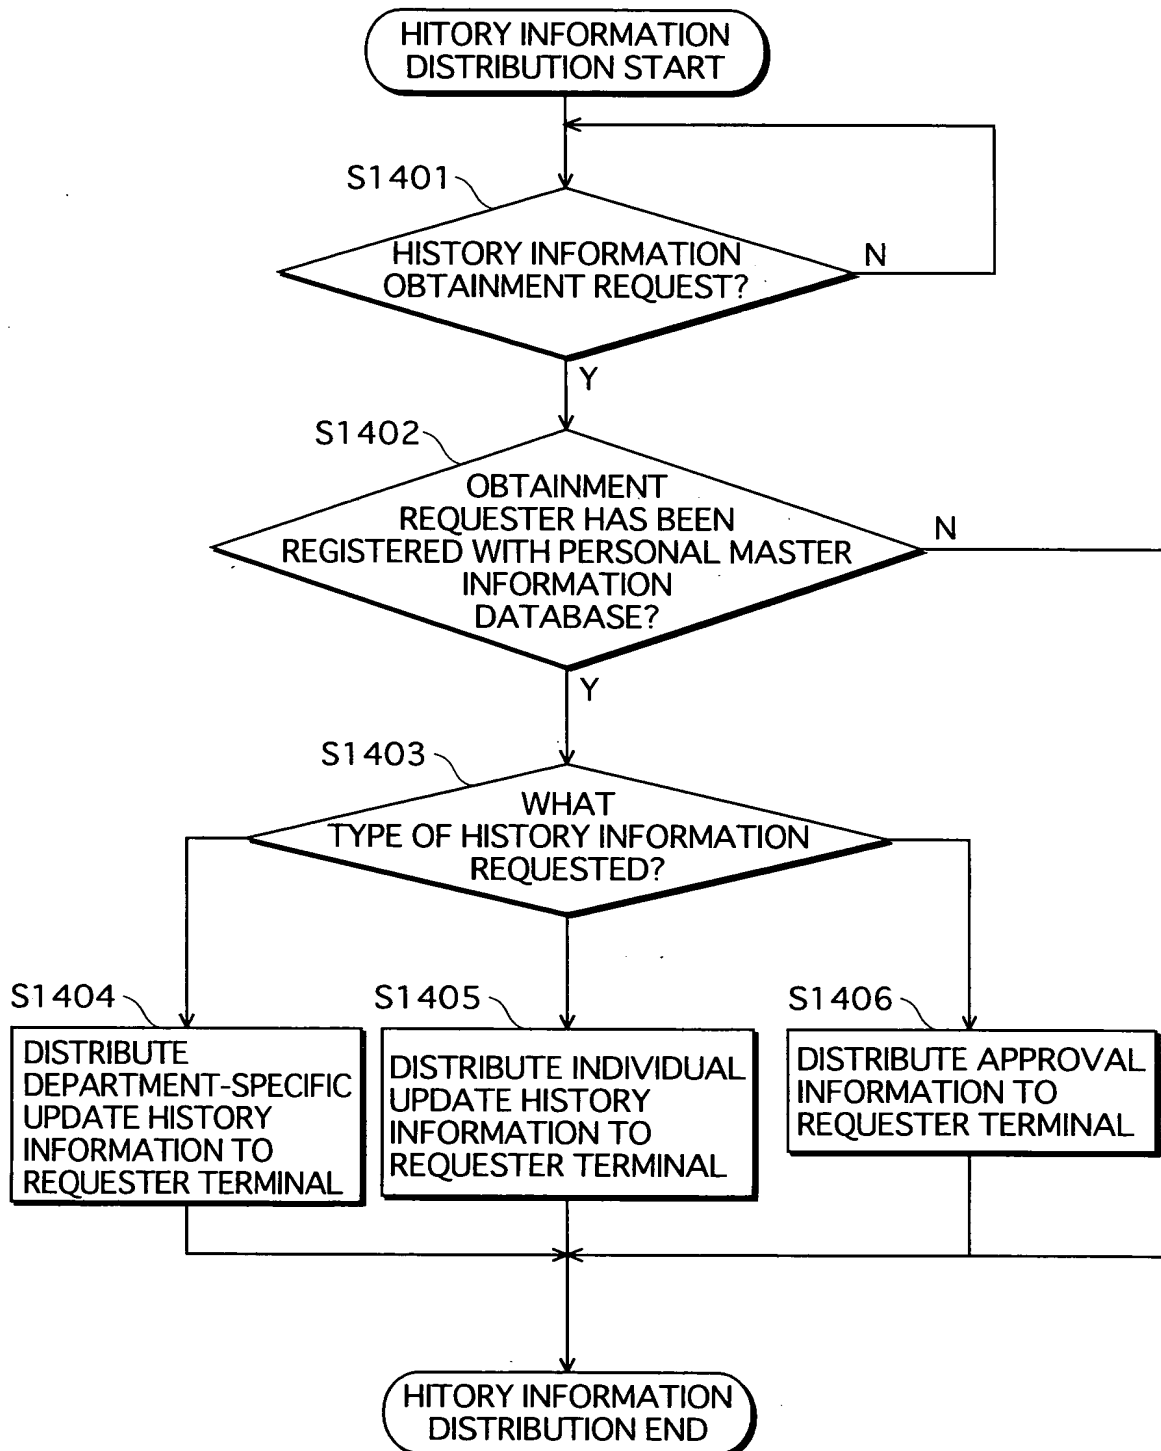 HITORY INFORMATION
DISTRIBUTION START
S1401
HISTORY INFORMATION
OBTAINMENT REQUEST?
N
Y
S1402
OBTAINMENT
REQUESTER HAS BEEN
REGISTERED WITH PERSONAL MASTER
INFORMATION
DATABASE?
N
Y
S1403
WHAT
TYPE OF HISTORY INFORMATION
REQUESTED?
S1404
DISTRIBUTE
DEPARTMENT-SPECIFIC
UPDATE HISTORY
INFORMATION TO
REQUESTER TERMINAL
S1405
DISTRIBUTE INDIVIDUAL
UPDATE HISTORY
INFORMATION TO
REQUESTER TERMINAL
S1406
DISTRIBUTE APPROVAL
INFORMATION TO
REQUESTER TERMINAL
HITORY INFORMATION
DISTRIBUTION END